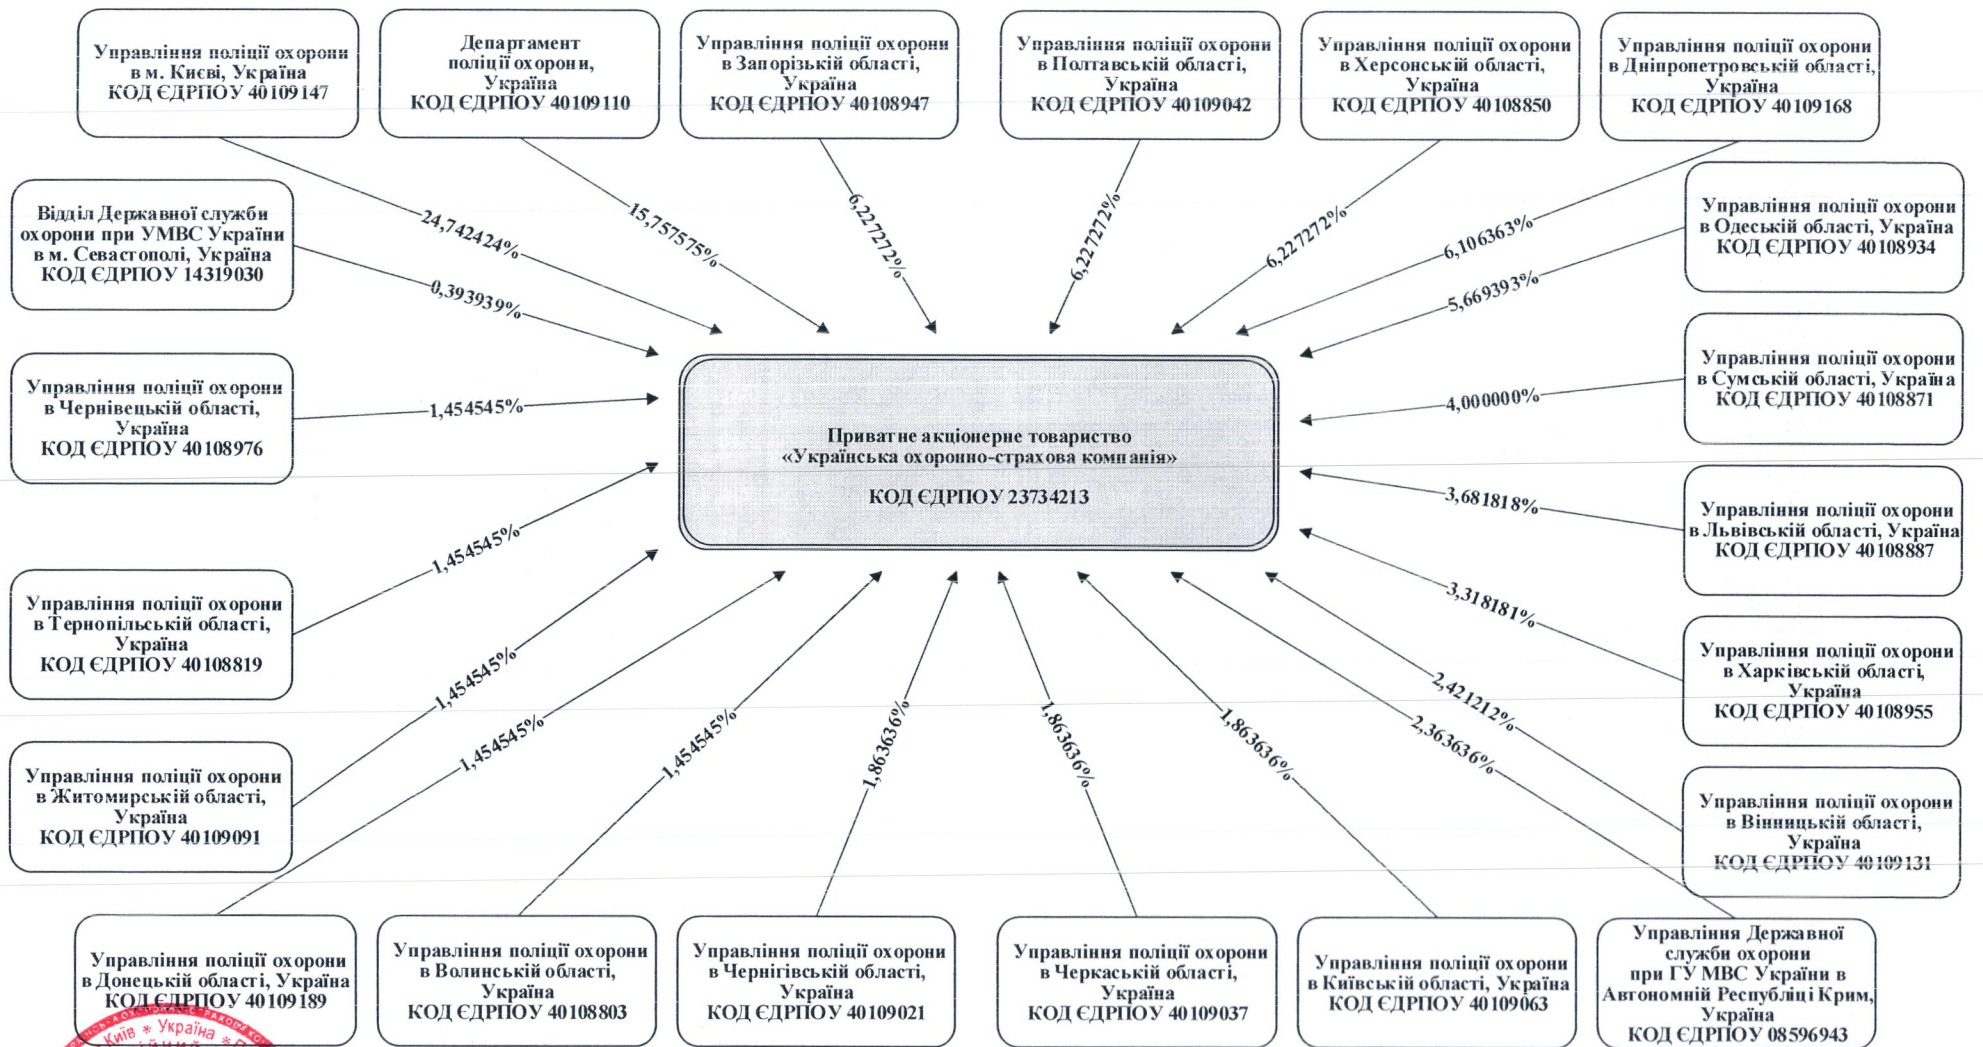 Управління поліції охорони
в м. Києві, Україна
КОД ЄДРПОУ 40109147
Департамент
поліції охорони,
Україна
КОД ЄДРПОУ 40109110
Управління поліції охорони
в Запорізькій області,
Україна
КОД ЄДРПОУ 40108947
Управління поліції охорони
в Полтавській області,
Україна
КОД ЄДРПОУ 40109042
Управління поліції охорони
в Херсонській області,
Україна
КОД ЄДРПОУ 40108850
Управління поліції охорони
в Дніпропетровській області,
Україна
КОД ЄДРПОУ 40109168
Відділ Державної служби
охорони при УМВС України
в м. Севастополі, Україна
КОД ЄДРПОУ 14319030
24,742424%
15,757575%
6,227272%
6,227272%
6,227272%
6,106363%
Управління поліції охорони
в Одеській області, Україна
КОД ЄДРПОУ 40108934
0,393939%
5,669393%
Управління поліції охорони
в Чернівецькій області,
Україна
КОД ЄДРПОУ 40108976
1,454545%
Приватне акціонерне товариство
«Українська охоронно-страхова компанія»
КОД ЄДРПОУ 23734213
4,000000%
Управління поліції охорони
в Сумській області, Україна
КОД ЄДРПОУ 40108871
3,681818%
Управління поліції охорони
в Львівській області, Україна
КОД ЄДРПОУ 40108887
Управління поліції охорони
в Тернопільській області,
Україна
КОД ЄДРПОУ 40108819
1,454545%
3,318181%
Управління поліції охорони
в Харківській області,
Україна
КОД ЄДРПОУ 40108955
Управління поліції охорони
в Житомирській області,
Україна
КОД ЄДРПОУ 40109091
1,454545%
1,454545%
1,454545%
1,863636%
1,863636%
1,863636%
2,363636%
2,421212%
Управління поліції охорони
в Вінницькій області,
Україна
КОД ЄДРПОУ 40109131
Управління поліції охорони
в Донецькій області, Україна
КОД ЄДРПОУ 40109189
Управління поліції охорони
в Волинській області,
Україна
КОД ЄДРПОУ 40108803
Управління поліції охорони
в Чернігівській області,
Україна
КОД ЄДРПОУ 40109021
Управління поліції охорони
в Черкаській області,
Україна
КОД ЄДРПОУ 40109037
Управління поліції охорони
в Київській області, Україна
КОД ЄДРПОУ 40109063
Управління Державної
служби охорони
при ГУ МВС України в
Автономній Республіці Крим,
Україна
КОД ЄДРПОУ 08596943
Київ * Україна *